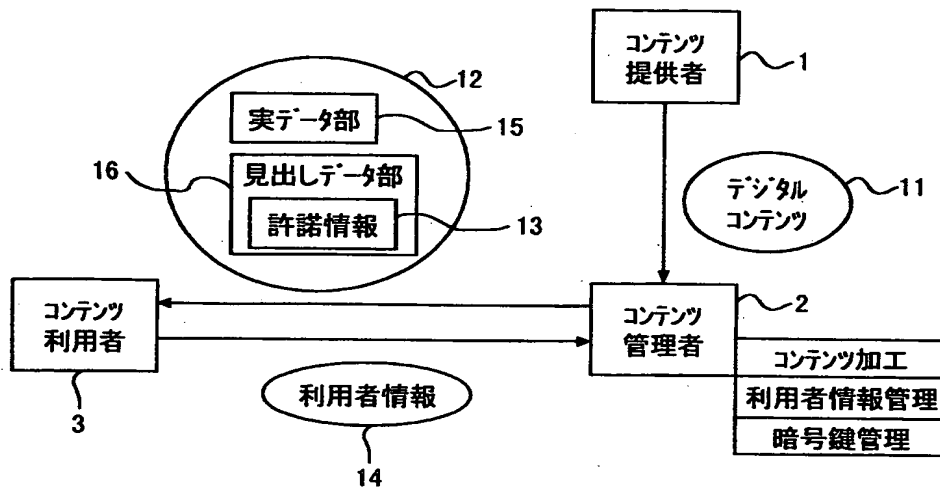 コンテンツ
提供者
1
12
実データ部
15
16
見出しデータ部
許諾情報
13
デジタル
コンテンツ
11
コンテンツ
利用者
3
コンテンツ
管理者
2
コンテンツ加工
利用者情報管理
暗号鍵管理
利用者情報
14